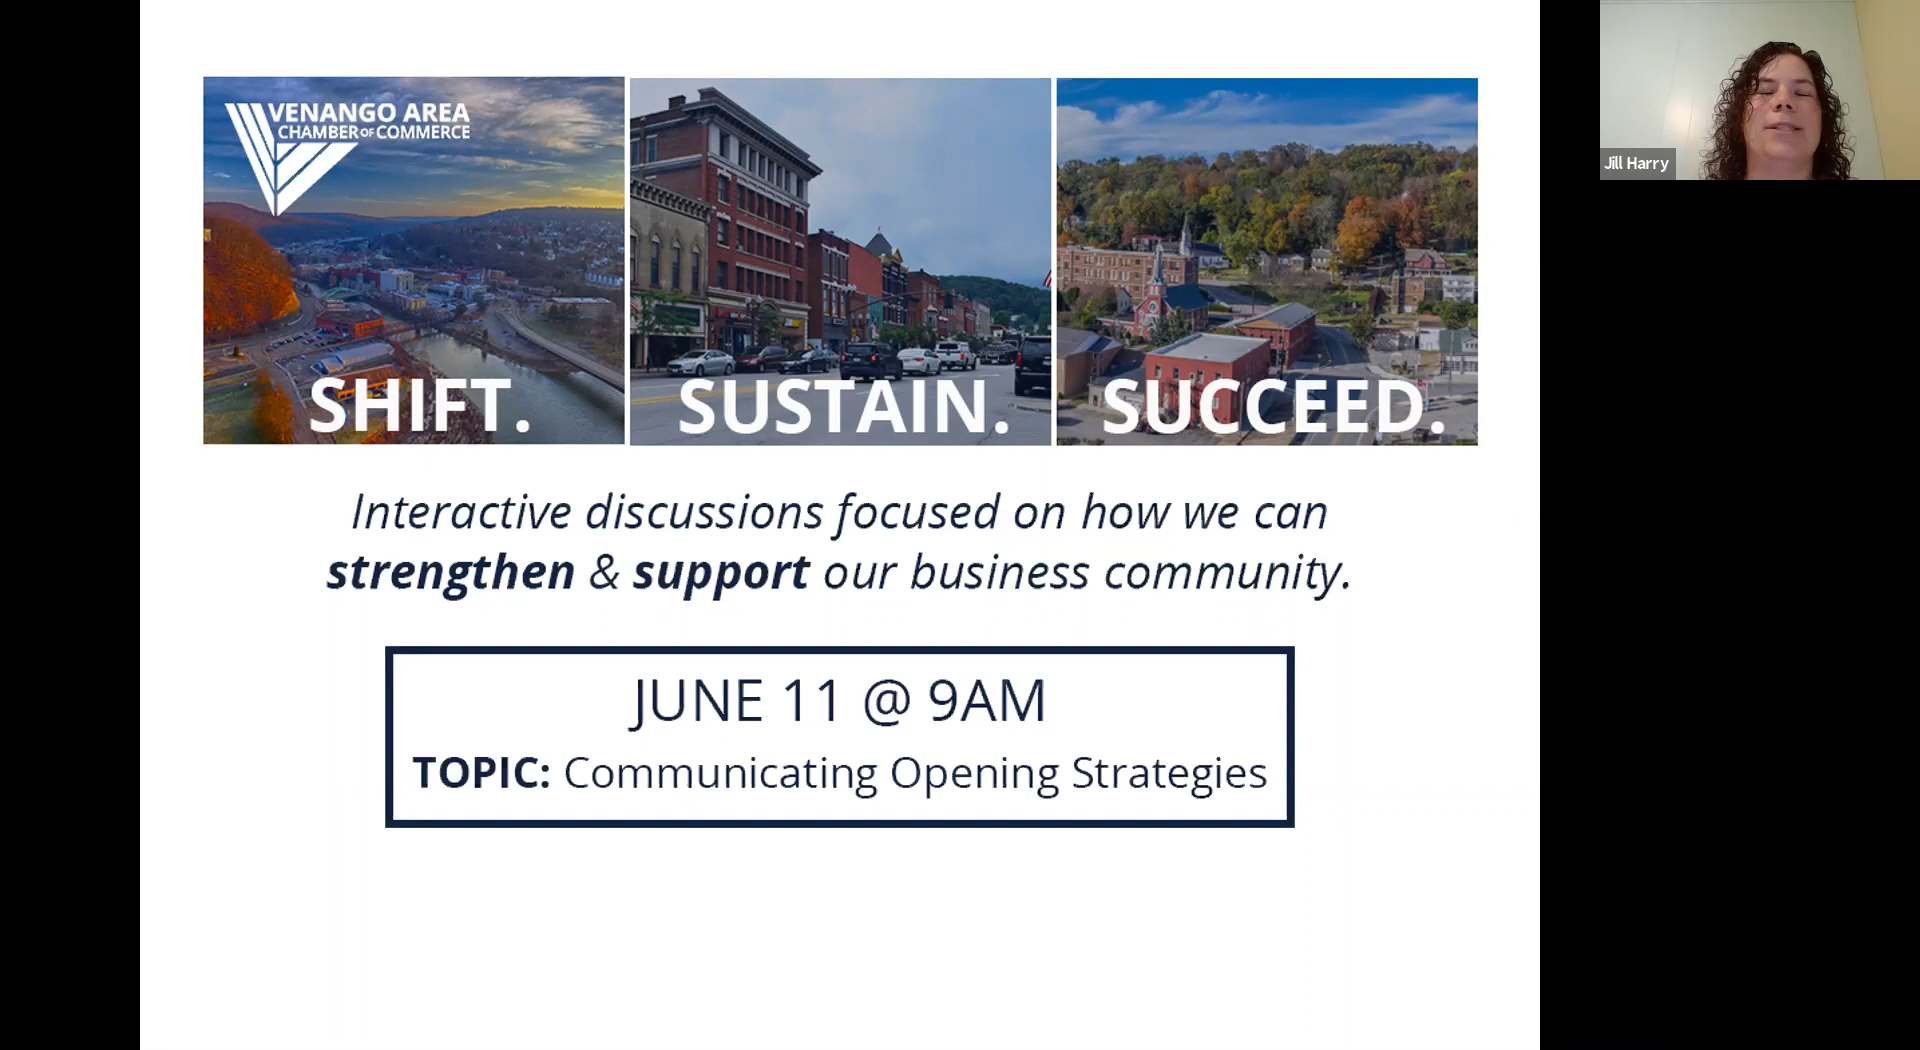 VENANGO AREA
CHAMBER OF COMMERCE
SHIFT.
SUSTAIN.
SUCCEED.
Interactive discussions focused on how we can
strengthen & support our business community.
JUNE 11 @ 9AM
TOPIC: Communicating Opening Strategies
Jill Harry